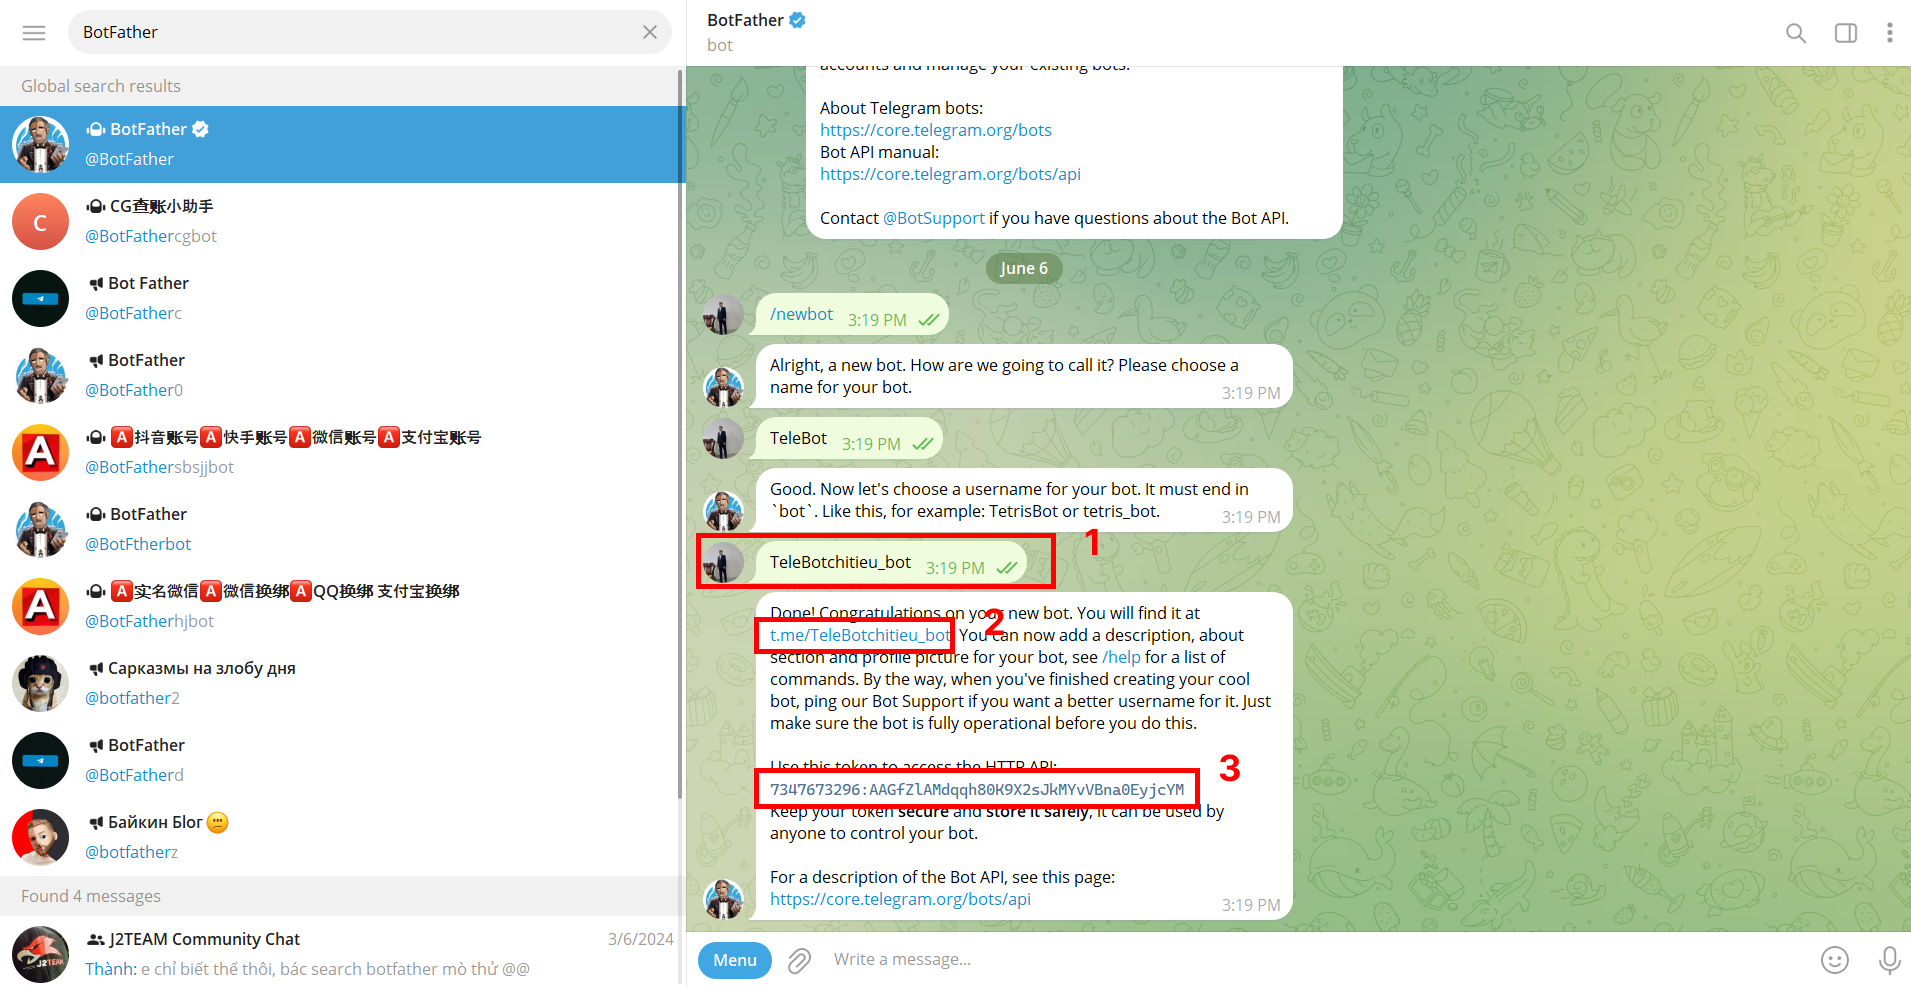 BotFather
Global search results
BotFather
@BotFather
CG查账小助手
@BotFathercgbot
Bot Father
@BotFatherc
BotFather
@BotFather0
A抖音账号A快手账号A微信账号A支付宝账号
@BotFathersbsjjbot
BotFather
@BotFtherbot
A实名微信A微信换绑AQQ换绑 支付宝换绑
@BotFatherhjbot
Сарказмы на злобу дня
@botfather2
BotFather
@BotFatherd
Байкин Бlог
@botfatherz
Found 4 messages
J2TEAM Community Chat 3/6/2024
Thành: e chỉ biết thế thôi, bác search botfather mò thử @@
BotFather
bot
accounts and manage your existing bots.
About Telegram bots:
https://core.telegram.org/bots
Bot API manual:
https://core.telegram.org/bots/api
Contact @BotSupport if you have questions about the Bot API.
June 6
/newbot 3:19 PM
Alright, a new bot. How are we going to call it? Please choose a
name for your bot.
3:19 PM
TeleBot 3:19 PM
Good. Now let's choose a username for your bot. It must end in
`bot`. Like this, for example: TetrisBot or tetris_bot.
3:19 PM
1
TeleBotchitieu_bot 3:19 PM
Done! Congratulations on your new bot. You will find it at
2
t.me/TeleBotchitieu_bot. You can now add a description, about
section and profile picture for your bot, see /help for a list of
commands. By the way, when you've finished creating your cool
bot, ping our Bot Support if you want a better username for it. Just
make sure the bot is fully operational before you do this.
Use this token to access the HTTP API:
3
7347673296:AAGfZlAMdqqh80K9X2sJkMYvVBna0EyjcYM
Keep your token secure and store it safely, it can be used by
anyone to control your bot.
For a description of the Bot API, see this page:
https://core.telegram.org/bots/api
3:19 PM
Menu
Write a message...